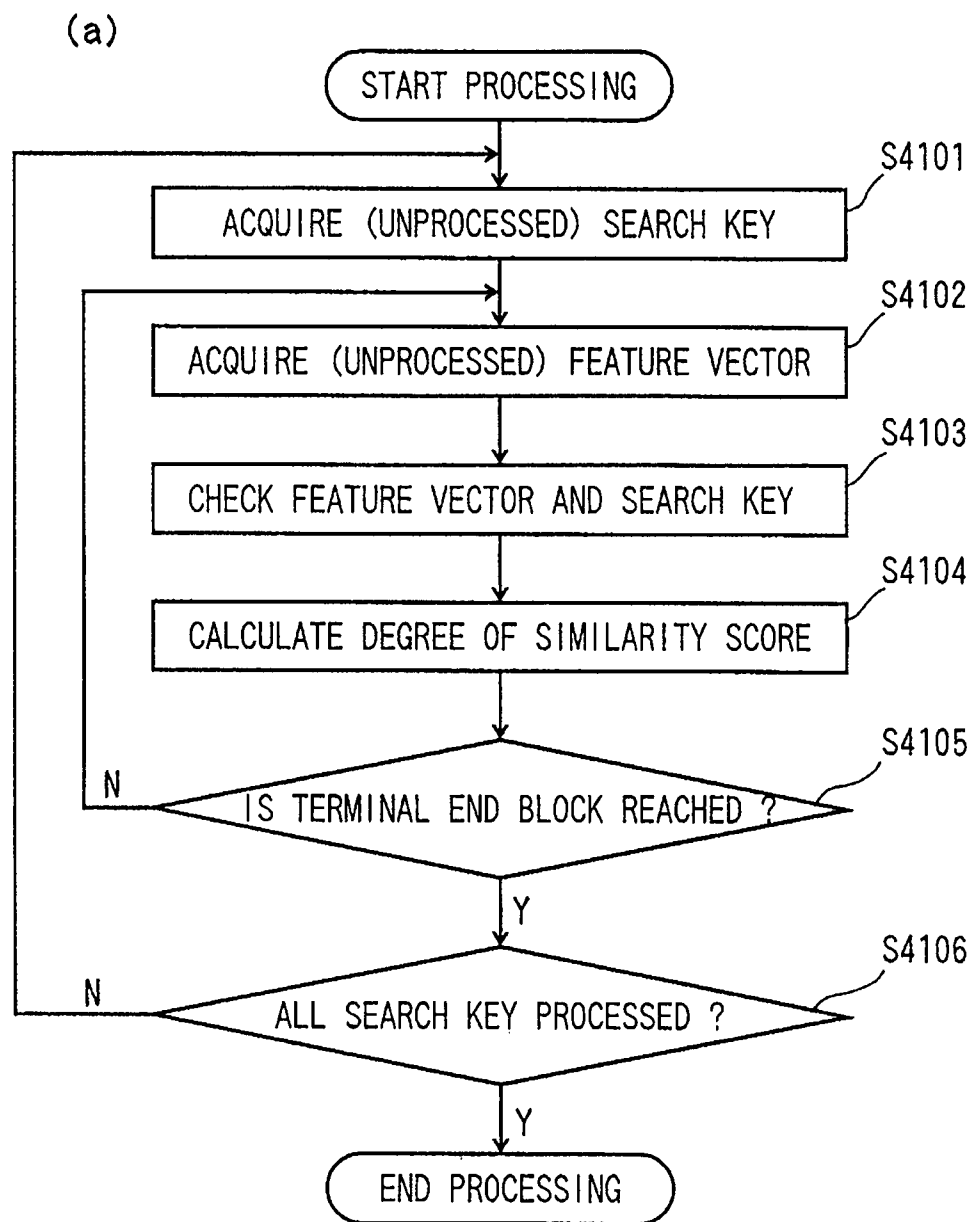 (a)
START PROCESSING
S4101
ACQUIRE (UNPROCESSED) SEARCH KEY
S4102
ACQUIRE (UNPROCESSED) FEATURE VECTOR
S4103
CHECK FEATURE VECTOR AND SEARCH KEY
S4104
CALCULATE DEGREE OF SIMILARITY SCORE
S4105
N
IS TERMINAL END BLOCK REACHED ?
Y
S4106
N
ALL SEARCH KEY PROCESSED ?
Y
END PROCESSING